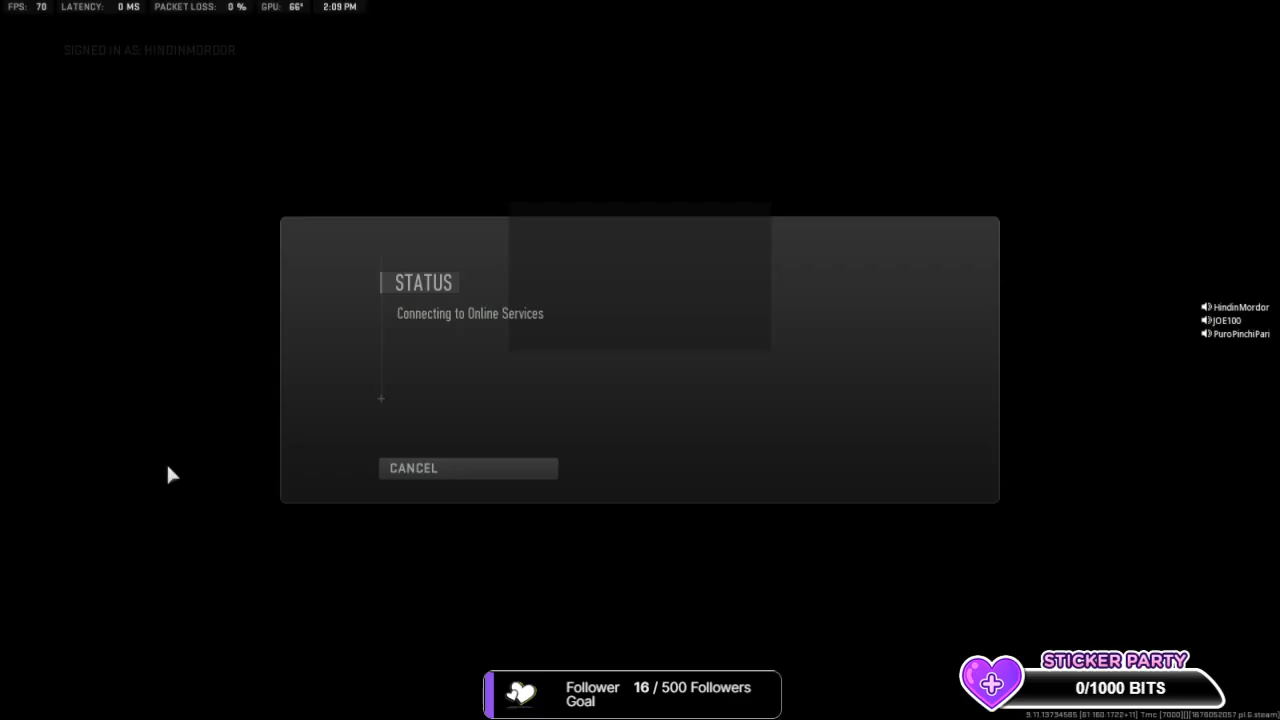 FPS: 70 LATENCY: 0 MS PACKET LOSS: 0 % GPU: 66° 2:09 PM
SIGNED IN AS: HINDINMORDOR
STATUS
Connecting to Online Services
HindinMordor
JOE100
PuroPinchiPari
CANCEL
STICKER PARTY
0/1000 BITS
Follower Goal
16 / 500 Followers